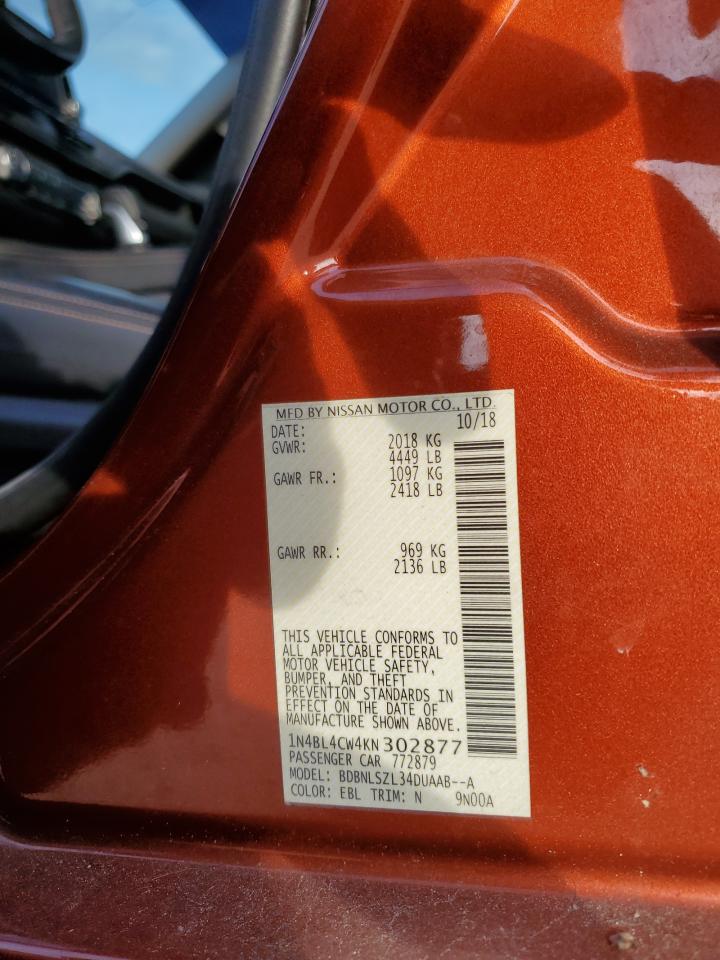 MFD BY NISSAN MOTOR CO., LTD.
DATE: 10/18
GVWR: 2018 KG
4449 LB
GAWR FR.: 1097 KG
2418 LB
GAWR RR.: 969 KG
2136 LB
THIS VEHICLE CONFORMS TO
ALL APPLICABLE FEDERAL
MOTOR VEHICLE SAFETY,
BUMPER, AND THEFT
PREVENTION STANDARDS IN
EFFECT ON THE DATE OF
MANUFACTURE SHOWN ABOVE.
1N4BL4CW4KN302877
PASSENGER CAR 772879
MODEL: BDBNLSZL34DUAAB--A
COLOR: EBL TRIM: N 9N00A